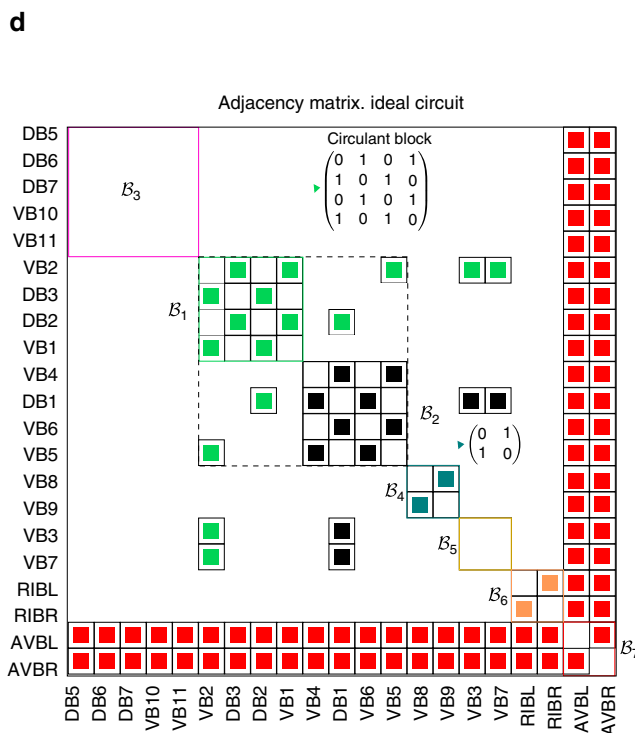 d
Adjacency matrix. ideal circuit
DB5
DB6
DB7
VB10
VB11
VB2
DB3
DB2
VB1
VB4
DB1
VB6
VB5
VB8
VB9
VB3
VB7
RIBL
RIBR
AVBL
AVBR
Circulant block
0 1 0 1
1 0 1 0
0 1 0 1
1 0 1 0
ℬ3
ℬ1
ℬ2
0 1
1 0
ℬ4
ℬ5
ℬ6
ℬ7
DB5 DB6 DB7 VB10 VB11 VB2 DB3 DB2 VB1 VB4 DB1 VB6 VB5 VB8 VB9 VB3 VB7 RIBL RIBR AVBL AVBR